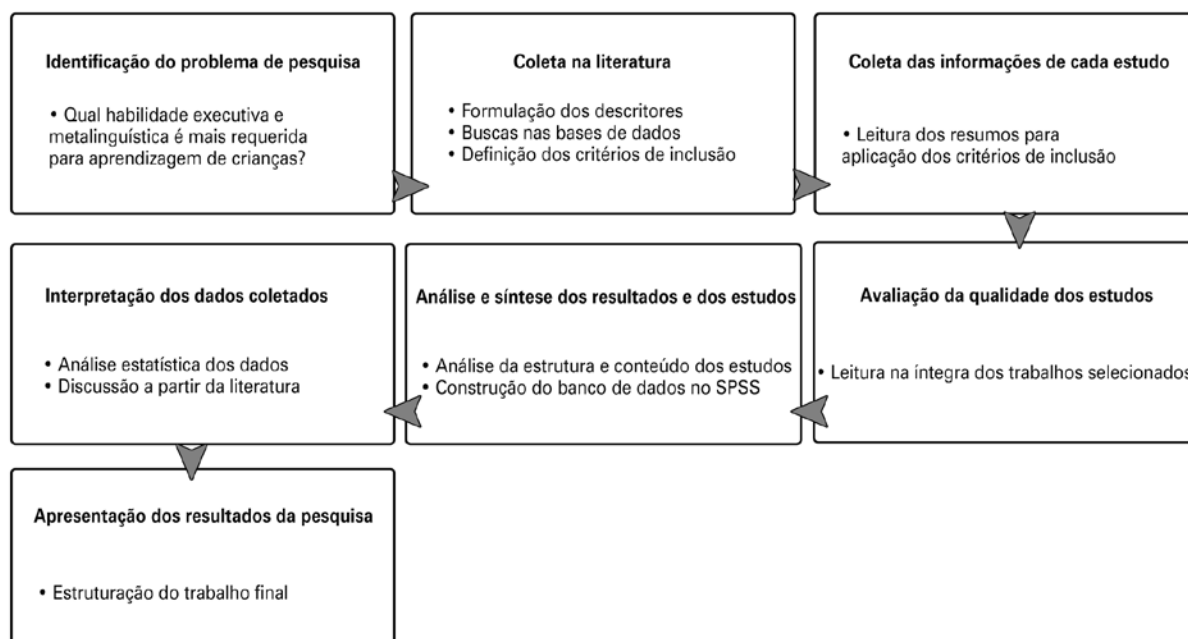 Identificação do problema de pesquisa
• Qual habilidade executiva e
metalinguística é mais requerida
para aprendizagem de crianças?
Coleta na literatura
• Formulação dos descritores
• Buscas nas bases de dados
• Definição dos critérios de inclusão
Coleta das informações de cada estudo
• Leitura dos resumos para
aplicação dos critérios de inclusão
Avaliação da qualidade dos estudos
• Leitura na íntegra dos trabalhos selecionados
Análise e síntese dos resultados e dos estudos
• Análise da estrutura e conteúdo dos estudos
• Construção do banco de dados no SPSS
Interpretação dos dados coletados
• Análise estatística dos dados
• Discussão a partir da literatura
Apresentação dos resultados da pesquisa
• Estruturação do trabalho final